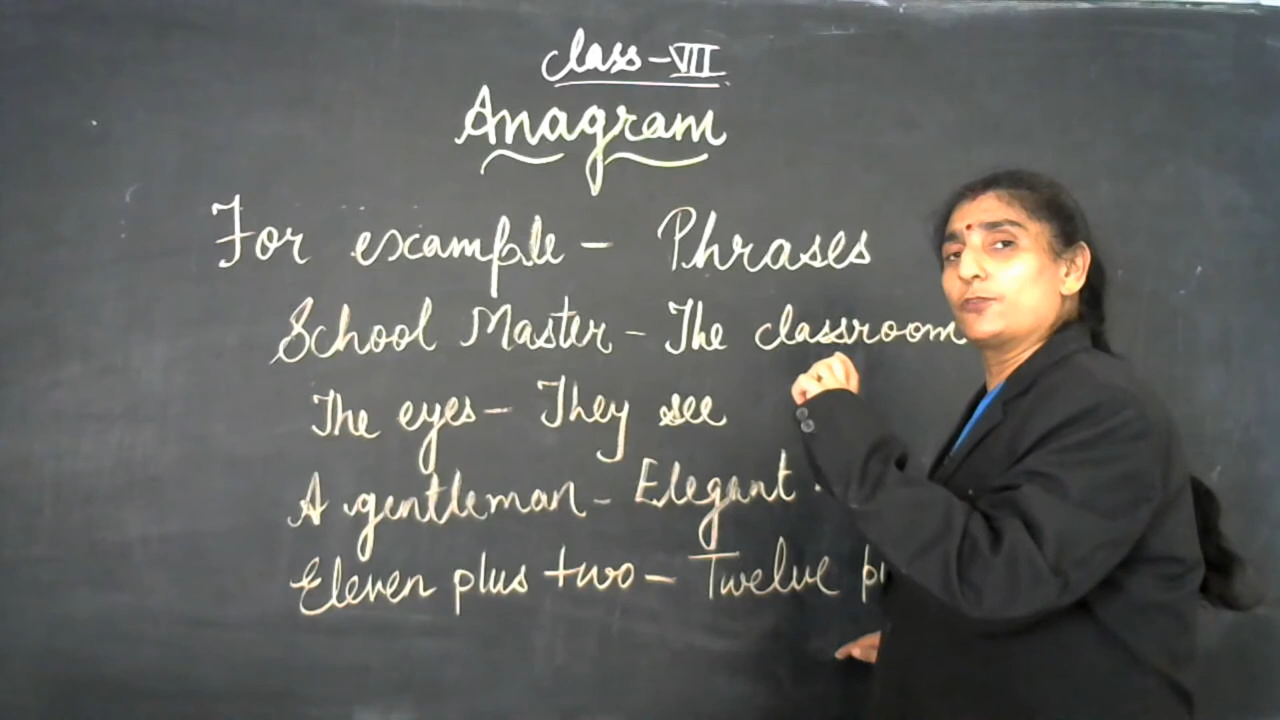 Class-VII
Anagram
For example - Phrases
School Master - The classroom
The eyes - They see
A gentleman - Elegant
Eleven plus two - Twelve